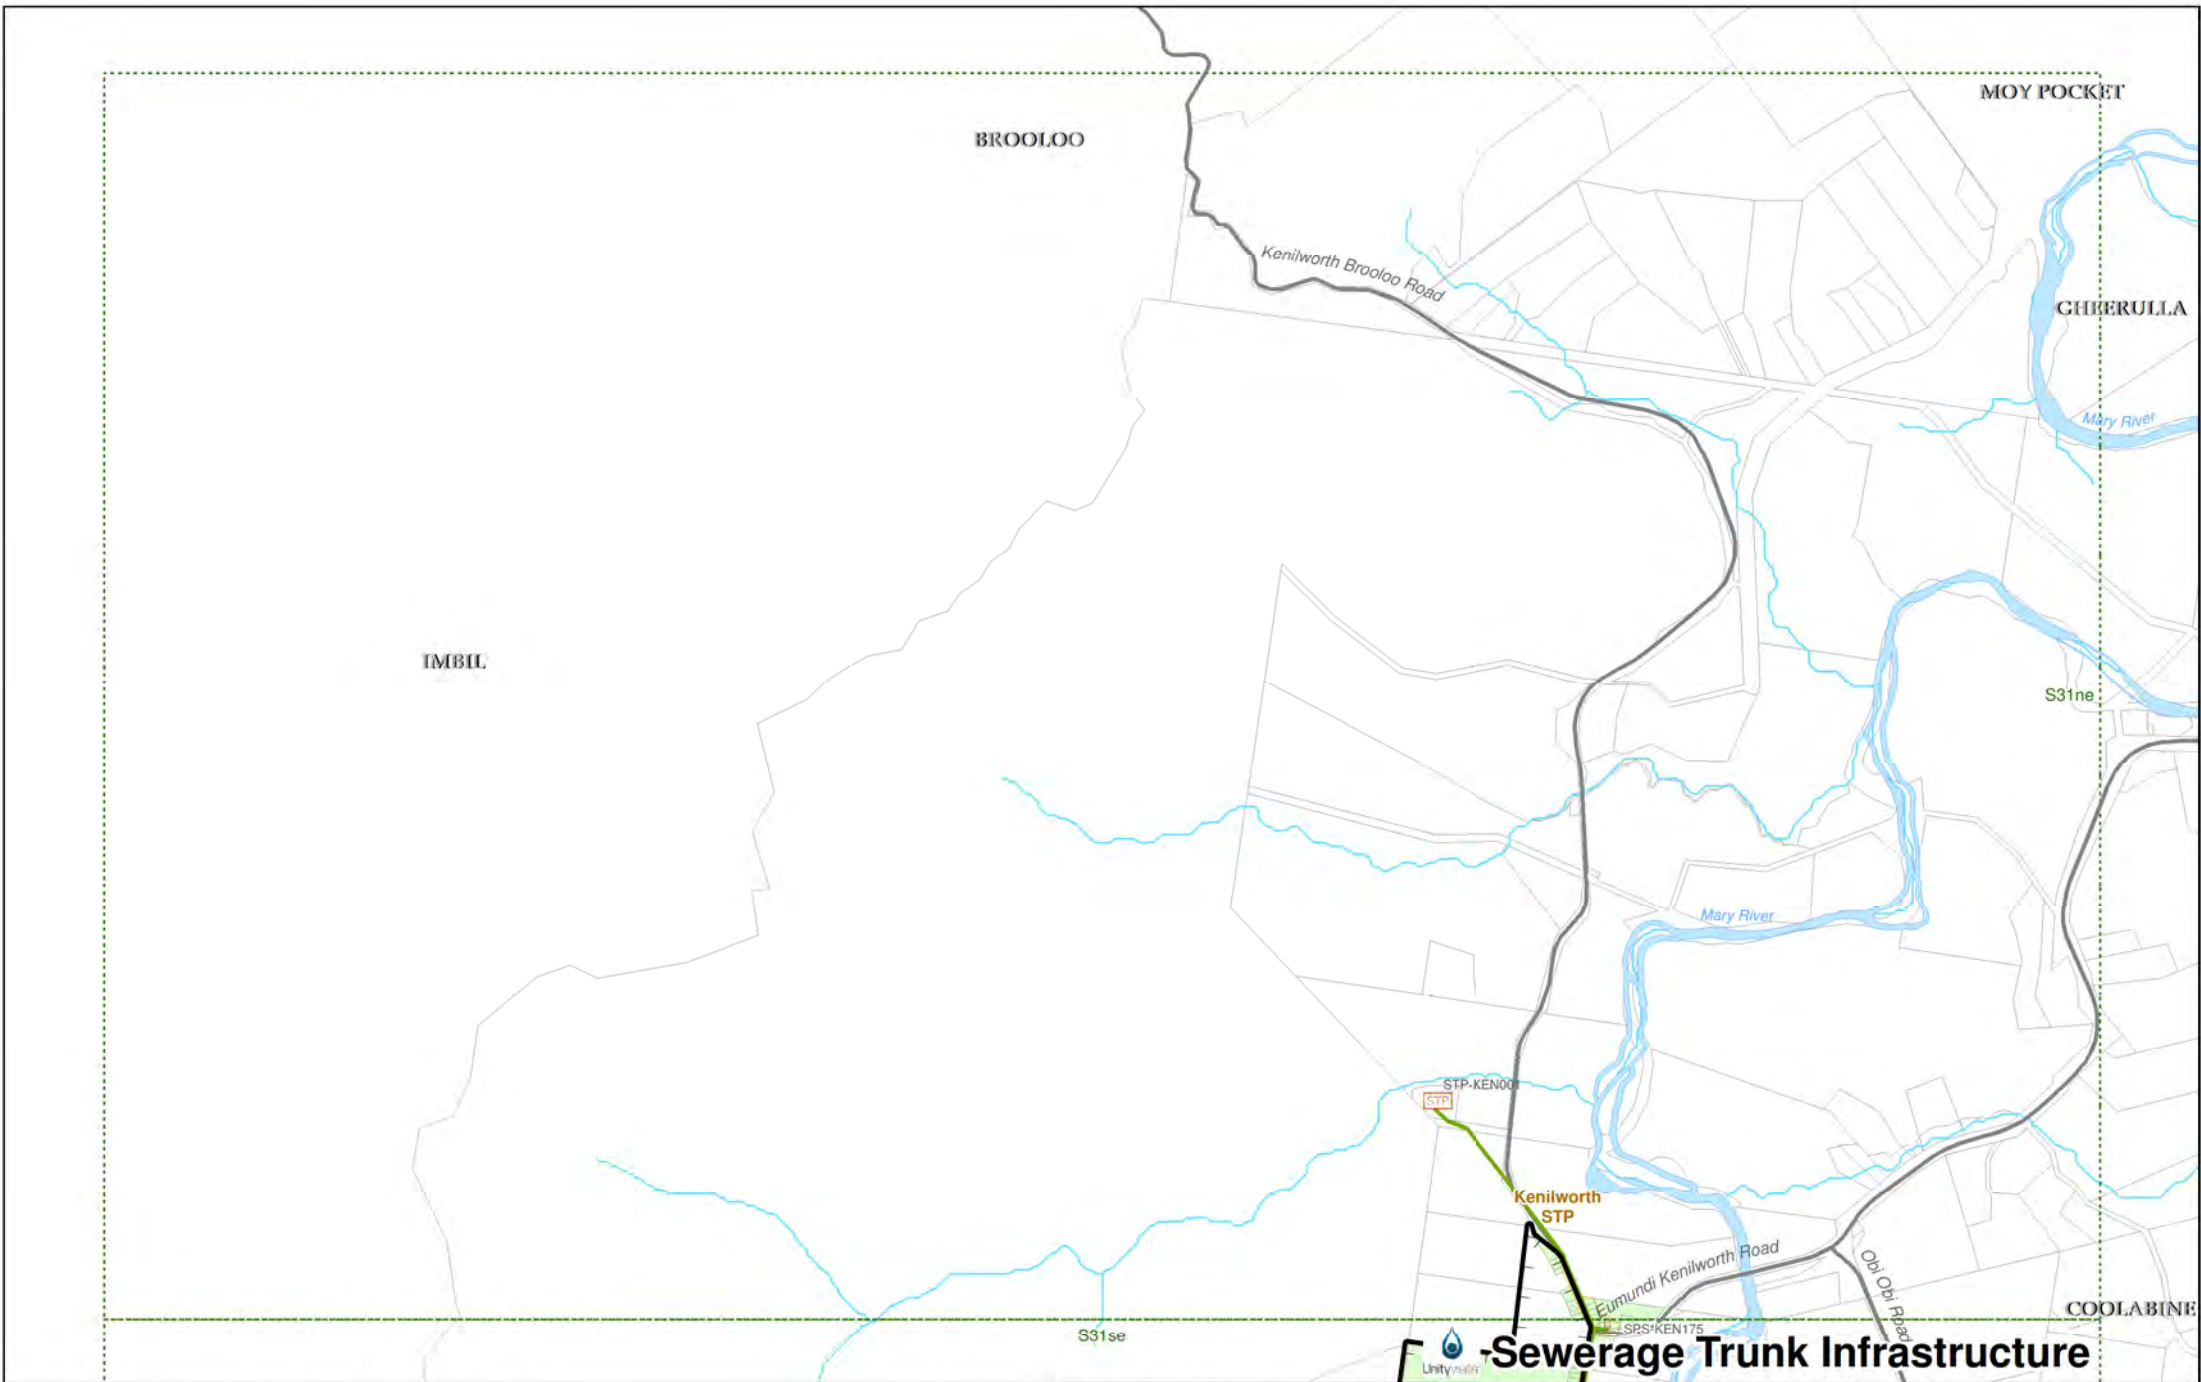 MOY POCKET
BROOLOO
Kenilworth Brooloo Road
GHEERULLA
Mary River
IMBIL
S31ne
Mary River
STP-KEN001
STP
Kenilworth
STP
Eumundi Kenilworth Road
Obi Obi Road
COOLABINE
SPS-KEN175
S31se
Unitywater
-Sewerage Trunk Infrastructure